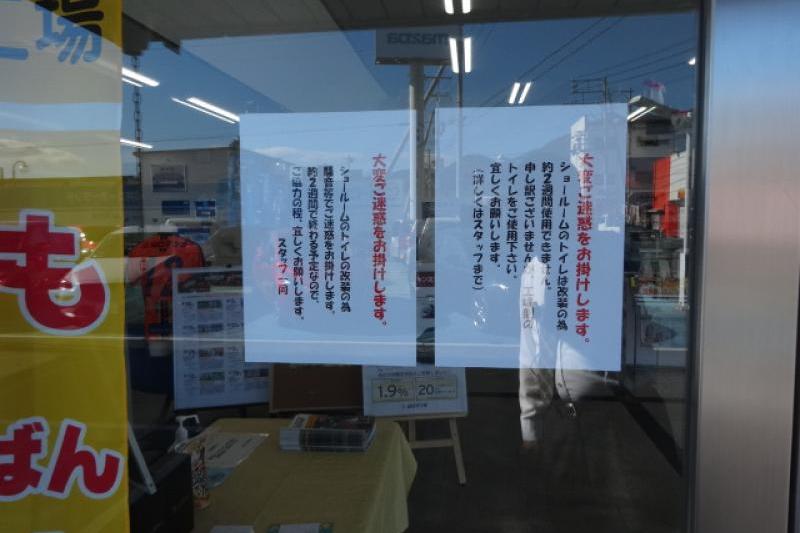 工場
も
ばん
mazda
大変ご迷惑をお掛けします。
ショールームのトイレは改装の為
約2週間使用できません。
申し訳ございませんが、工場側の
トイレをご使用下さい。
宜しくお願いします。
(詳しくはスタッフまで)
大変ご迷惑をお掛けします。
ショールームのトイレの改装の為
騒音等でご迷惑をお掛けします。
約2週間で終わる予定なので、
ご協力の程、宜しくお願いします。
スタッフ一同
1.9%
20